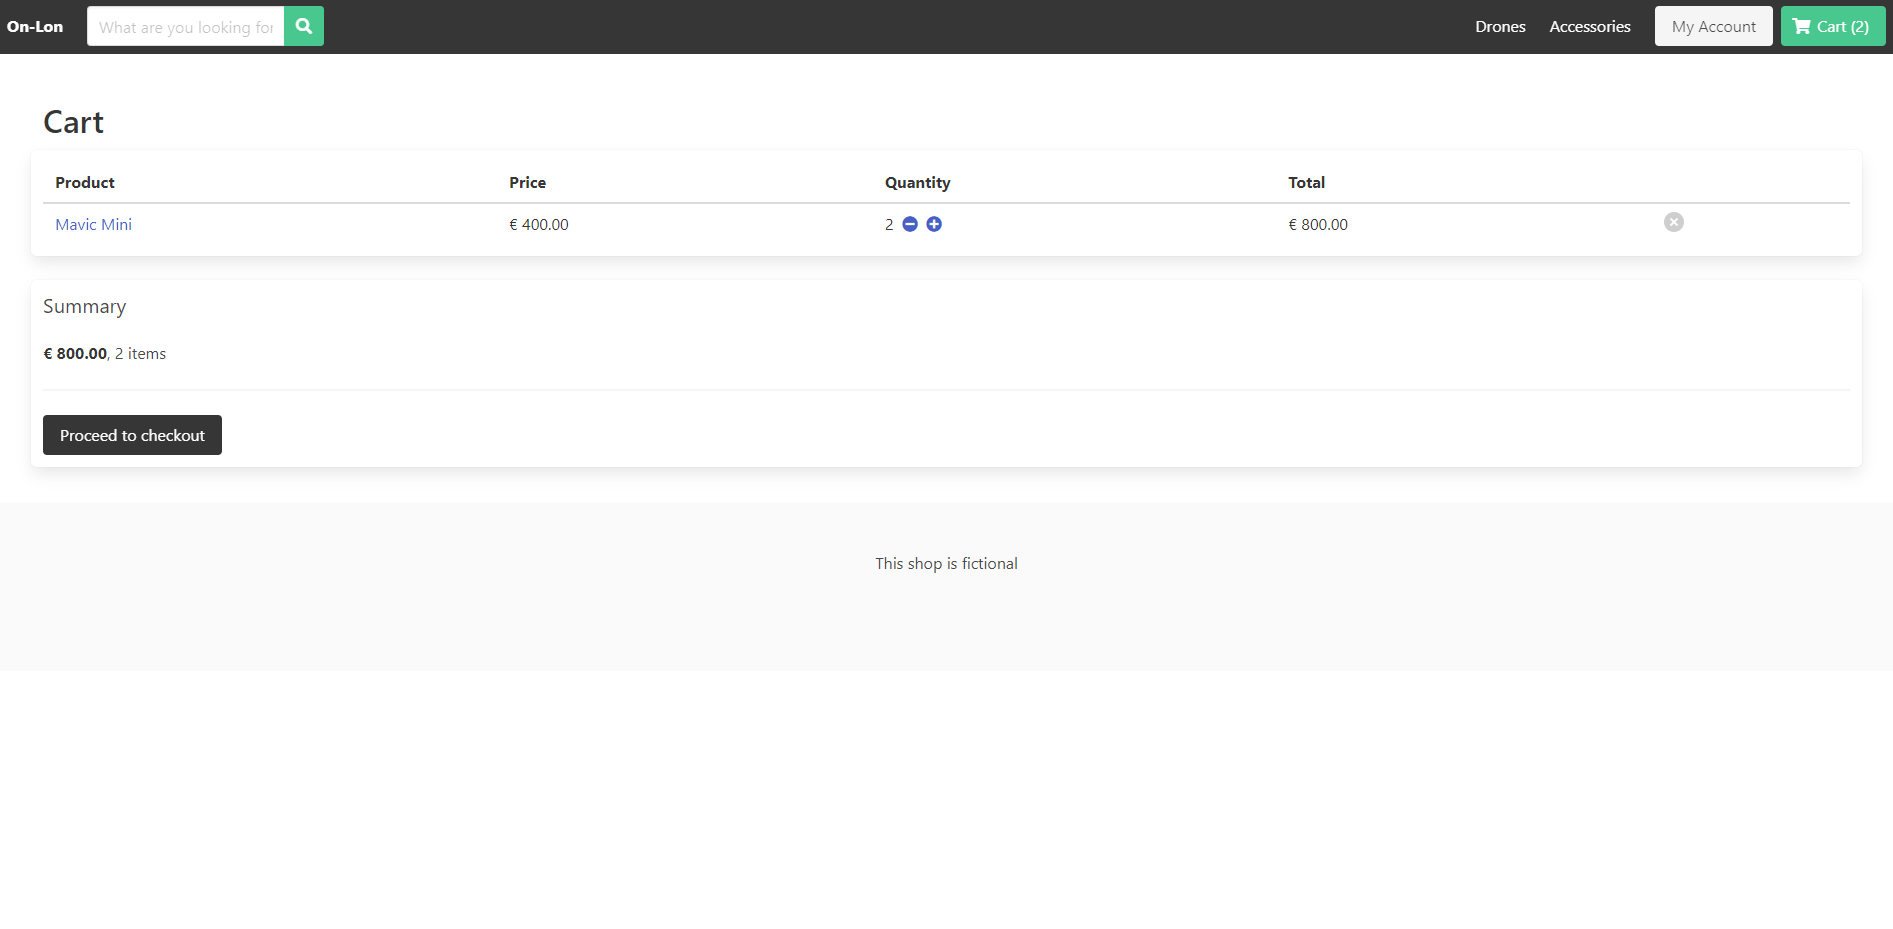 On-Lon
What are you looking for
Drones
Accessories
My Account
Cart (2)
Cart
Product Price Quantity Total
Mavic Mini € 400.00 2 € 800.00
Summary
€ 800.00, 2 items
Proceed to checkout
This shop is fictional